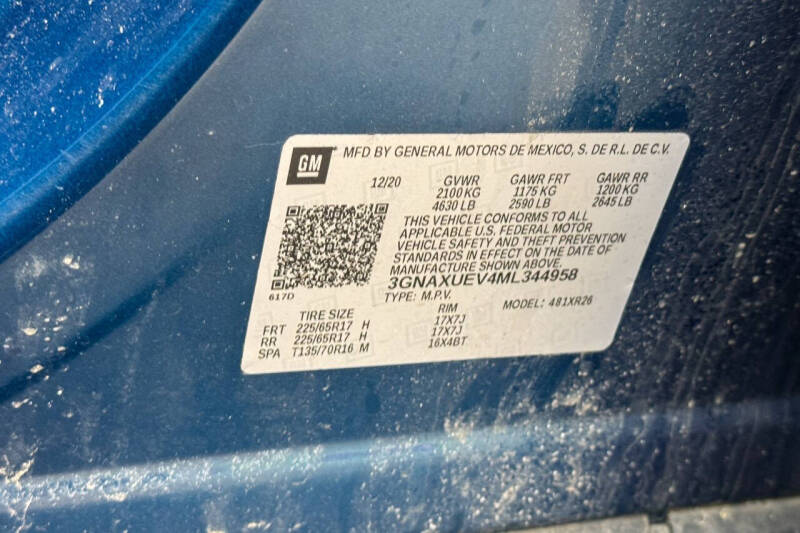 GM MFD BY GENERAL MOTORS DE MEXICO, S. DE R.L. DE C.V.
12/20 GVWR GAWR FRT GAWR RR
2100 KG 1175 KG 1200 KG
4630 LB 2590 LB 2645 LB
THIS VEHICLE CONFORMS TO ALL
APPLICABLE U.S. FEDERAL MOTOR
VEHICLE SAFETY AND THEFT PREVENTION
STANDARDS IN EFFECT ON THE DATE OF
MANUFACTURE SHOWN ABOVE.
3GNAXUEV4ML344958
617D
TYPE: M.P.V. MODEL: 481XR26
TIRE SIZE RIM
FRT 225/65R17 H 17X7J
RR 225/65R17 H 17X7J
SPA T135/70R16 M 16X4BT